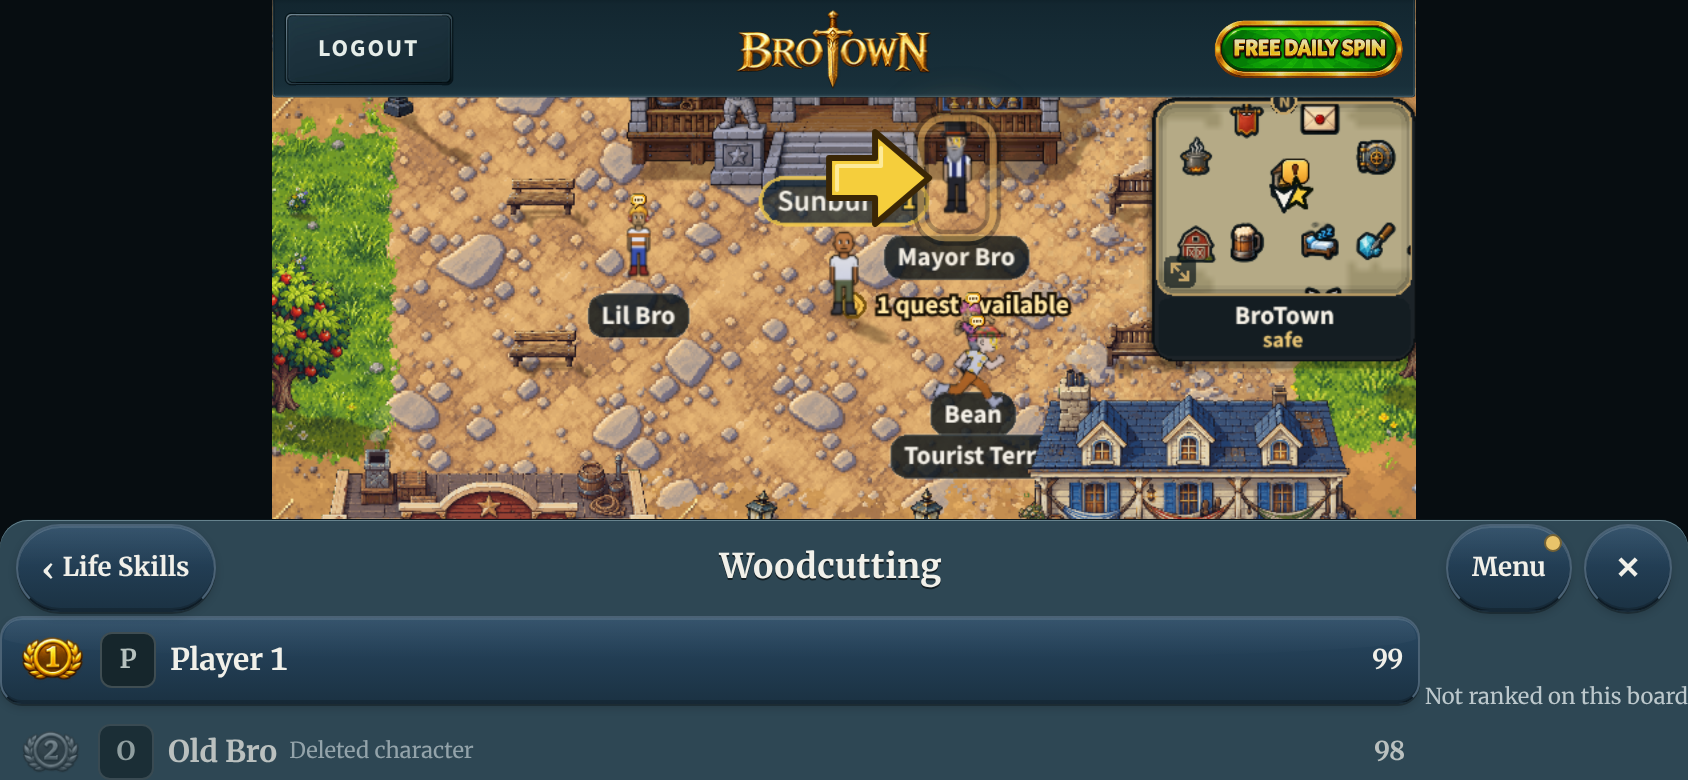 LOGOUT
BROTOWN
FREE DAILY SPIN
N
Mayor Bro
1 quest available
Lil Bro
BroTown
safe
Bean
Tourist
‹ Life Skills
Woodcutting
Menu
×
1 P Player 1 99
Not ranked on this board
2 O Old Bro Deleted character 98